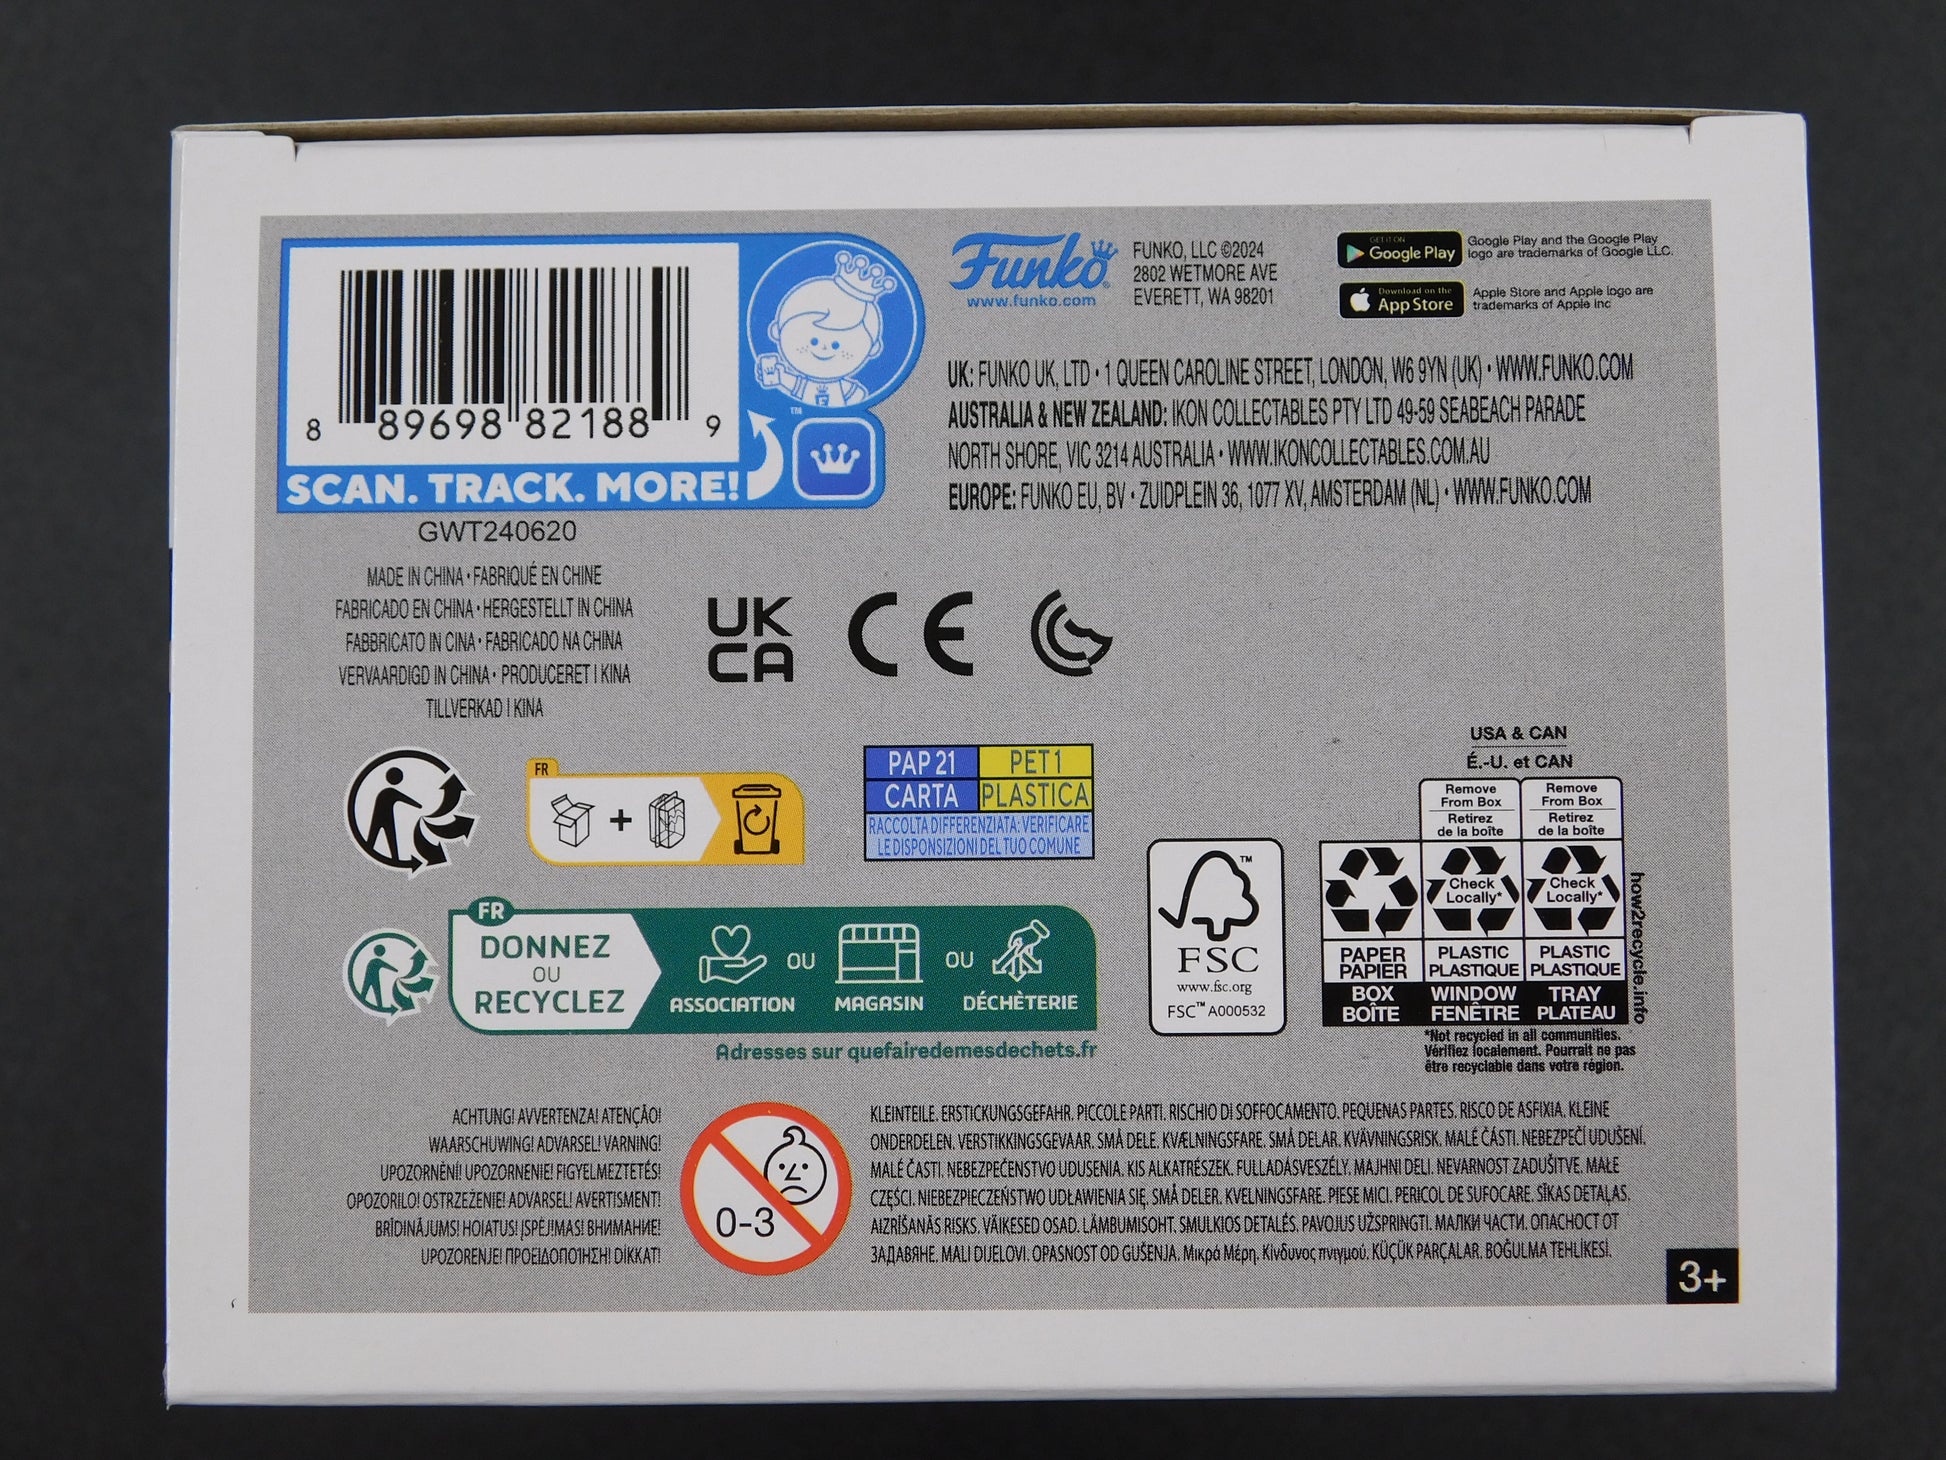 8 89698 82188 9
SCAN. TRACK. MORE!
™
GWT240620
Funko®
www.funko.com
FUNKO, LLC ©2024
2802 WETMORE AVE
EVERETT, WA 98201
GET IT ON
Google Play
Google Play and the Google Play
logo are trademarks of Google LLC.
Download on the
App Store
Apple Store and Apple logo are
trademarks of Apple Inc
UK: FUNKO UK, LTD • 1 QUEEN CAROLINE STREET, LONDON, W6 9YN (UK) • WWW.FUNKO.COM
AUSTRALIA & NEW ZEALAND: IKON COLLECTABLES PTY LTD 49-59 SEABEACH PARADE
NORTH SHORE, VIC 3214 AUSTRALIA • WWW.IKONCOLLECTABLES.COM.AU
EUROPE: FUNKO EU, BV • ZUIDPLEIN 36, 1077 XV, AMSTERDAM (NL) • WWW.FUNKO.COM
MADE IN CHINA • FABRIQUÉ EN CHINE
FABRICADO EN CHINA • HERGESTELLT IN CHINA
FABBRICATO IN CINA • FABRICADO NA CHINA
VERVAARDIGD IN CHINA • PRODUCERET I KINA
TILLVERKAD I KINA
UK
CA
CE
FR
+
PAP 21 PET 1
CARTA PLASTICA
RACCOLTA DIFFERENZIATA: VERIFICARE
LE DISPONSIZIONI DEL TUO COMUNE
FR
DONNEZ
OU
RECYCLEZ
ASSOCIATION OU MAGASIN OU DÉCHÈTERIE
Adresses sur quefairedemesdechets.fr
™
FSC
www.fsc.org
FSC™ A000532
USA & CAN
É.-U. et CAN
Remove
From Box
Retirez
de la boîte
Remove
From Box
Retirez
de la boîte
Check
Locally*
Check
Locally*
PAPER
PAPIER
PLASTIC
PLASTIQUE
PLASTIC
PLASTIQUE
BOX
BOÎTE
WINDOW
FENÊTRE
TRAY
PLATEAU
how2recycle.info
*Not recycled in all communities.
Vérifiez localement. Pourrait ne pas
être recyclable dans votre région.
ACHTUNG! AVVERTENZA! ATENÇÃO!
WAARSCHUWING! ADVARSEL! VARNING!
UPOZORNĚNÍ! UPOZORNENIE! FIGYELMEZTETÉS!
OPOZORILO! OSTRZEŻENIE! ADVARSEL! AVERTISMENT!
BRĪDINĀJUMS! HOIATUS! ĮSPĖJIMAS! ВНИМАНИЕ!
UPOZORENJE! ΠΡΟΕΙΔΟΠΟΙΗΣΗ! DİKKAT!
0-3
KLEINTEILE. ERSTICKUNGSGEFAHR. PICCOLE PARTI. RISCHIO DI SOFFOCAMENTO. PEQUENAS PARTES. RISCO DE ASFIXIA. KLEINE
ONDERDELEN. VERSTIKKINGSGEVAAR. SMÅ DELE. KVÆLNINGSFARE. SMÅ DELAR. KVÄVNINGSRISK. MALÉ ČÁSTI. NEBEZPEČÍ UDUŠENÍ.
MALÉ ČASTI. NEBEZPEČENSTVO UDUSENIA. KIS ALKATRÉSZEK. FULLADÁSVESZÉLY. MAJHNI DELI. NEVARNOST ZADUŠITVE. MAŁE
CZĘŚCI. NIEBEZPIECZEŃSTWO UDŁAWIENIA SIĘ. SMÅ DELER. KVELNINGSFARE. PIESE MICI. PERICOL DE SUFOCARE. SĪKAS DETAĻAS.
AIZRĪŠANĀS RISKS. VÄIKESED OSAD. LÄMBUMISOHT. SMULKIOS DETALĖS. PAVOJUS UŽSPRINGTI. МАЛКИ ЧАСТИ. ОПАСНОСТ ОТ
ЗАДАВЯНЕ. MALI DIJELOVI. OPASNOST OD GUŠENJA. Μικρά Μέρη. Κίνδυνος πνιγμού. KÜÇÜK PARÇALAR. BOĞULMA TEHLİKESİ.
3+